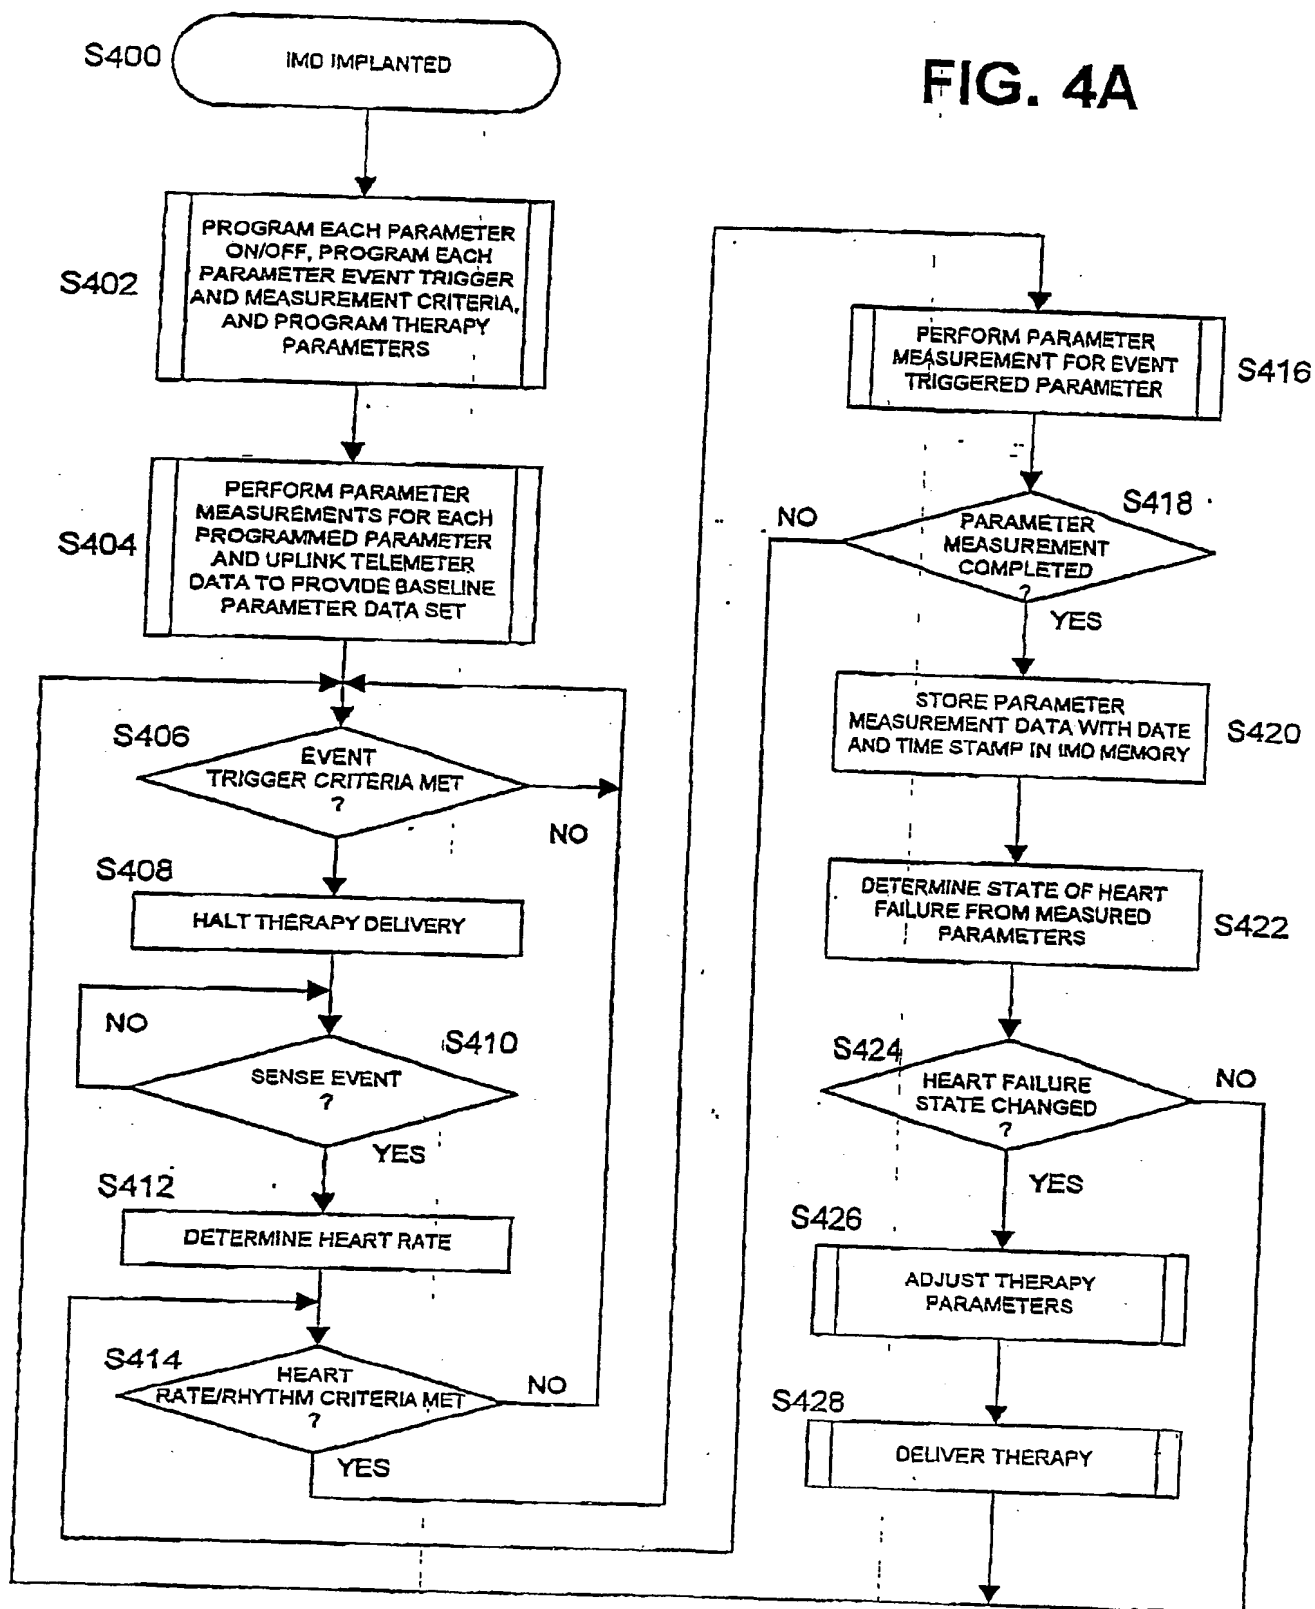 FIG. 4A
S400
IMD IMPLANTED
S402
PROGRAM EACH PARAMETER
ON/OFF, PROGRAM EACH
PARAMETER EVENT TRIGGER
AND MEASUREMENT CRITERIA,
AND PROGRAM THERAPY
PARAMETERS
S404
PERFORM PARAMETER
MEASUREMENTS FOR EACH
PROGRAMMED PARAMETER
AND UPLINK TELEMETER
DATA TO PROVIDE BASELINE
PARAMETER DATA SET
S406
EVENT
TRIGGER CRITERIA MET
?
NO
S408
HALT THERAPY DELIVERY
NO
S410
SENSE EVENT
?
YES
S412
DETERMINE HEART RATE
S414
HEART
RATE/RHYTHM CRITERIA MET
?
NO
YES
PERFORM PARAMETER
MEASUREMENT FOR EVENT
TRIGGERED PARAMETER
S416
S418
NO
PARAMETER
MEASUREMENT
COMPLETED
?
YES
STORE PARAMETER
MEASUREMENT DATA WITH DATE
AND TIME STAMP IN IMD MEMORY
S420
DETERMINE STATE OF HEART
FAILURE FROM MEASURED
PARAMETERS
S422
S424
HEART FAILURE
STATE CHANGED
?
NO
YES
S426
ADJUST THERAPY
PARAMETERS
S428
DELIVER THERAPY